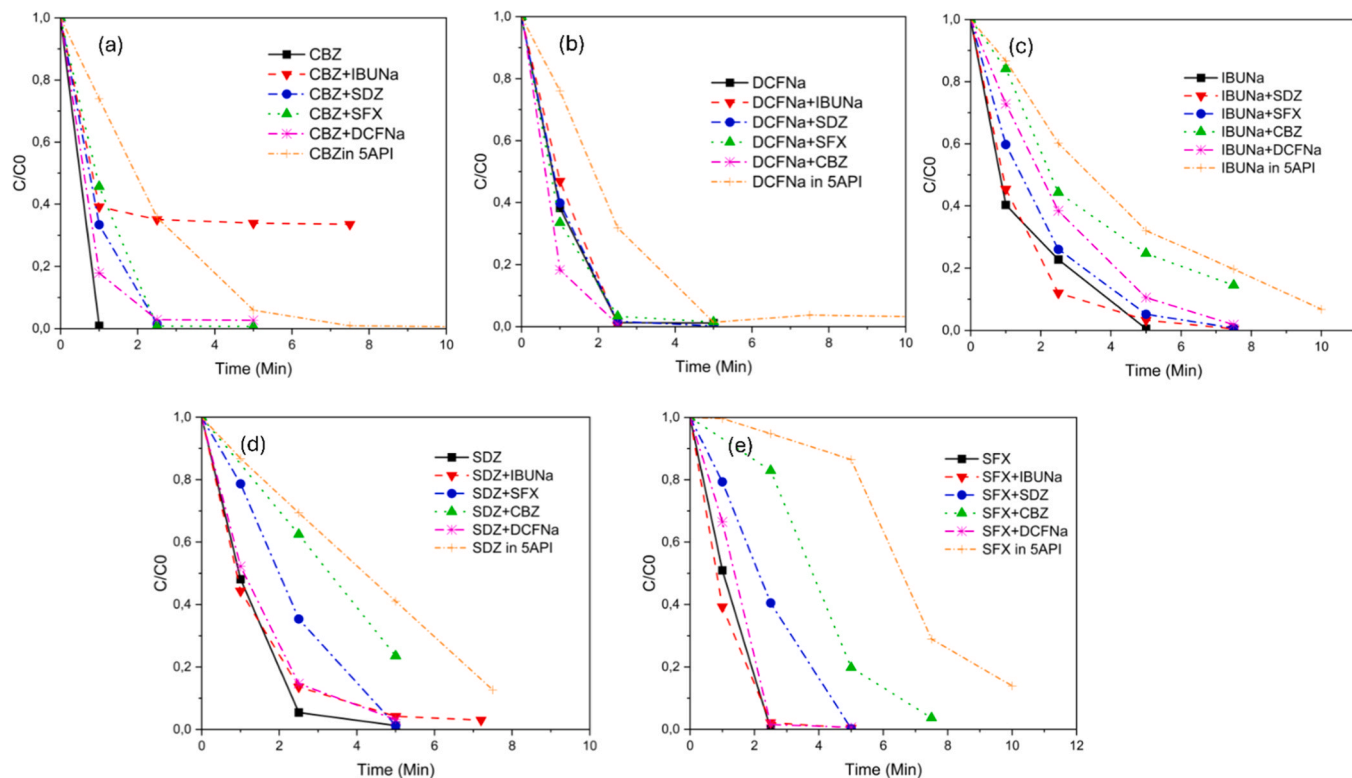 (a)
CBZ
CBZ+IBUNa
CBZ+SDZ
CBZ+SFX
CBZ+DCFNa
CBZin 5API
C/C0
1,0
0,8
0,6
0,4
0,2
0,0
0 2 4 6 8 10
Time (Min)
(b)
DCFNa
DCFNa+IBUNa
DCFNa+SDZ
DCFNa+SFX
DCFNa+CBZ
DCFNa in 5API
C/C0
1,0
0,8
0,6
0,4
0,2
0,0
0 2 4 6 8 10
Time (Min)
(c)
IBUNa
IBUNa+SDZ
IBUNa+SFX
IBUNa+CBZ
IBUNa+DCFNa
IBUNa in 5API
C/C0
1,0
0,8
0,6
0,4
0,2
0,0
0 2 4 6 8 10
Time (Min)
(d)
SDZ
SDZ+IBUNa
SDZ+SFX
SDZ+CBZ
SDZ+DCFNa
SDZ in 5API
C/C0
1,0
0,8
0,6
0,4
0,2
0,0
0 2 4 6 8 10
Time (Min)
(e)
SFX
SFX+IBUNa
SFX+SDZ
SFX+CBZ
SFX+DCFNa
SFX in 5API
C/C0
1,0
0,8
0,6
0,4
0,2
0,0
0 2 4 6 8 10 12
Time (Min)